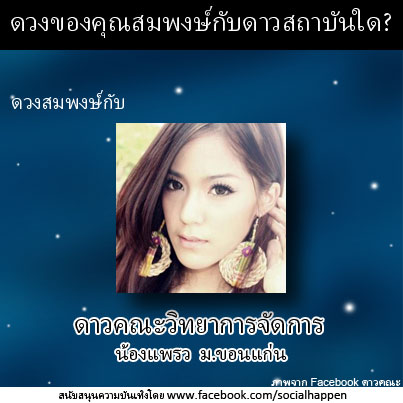 ดวงของคุณสมพงษ์กับดาวสถาบันใด?
ดวงสมพงษ์กับ
ดาวคณะวิทยาการจัดการ
น้องแพรว ม.ขอนแก่น
ภาพจาก Facebook ดาวคณะ
สนับสนุนความบันเทิงโดย www.facebook.com/socialhappen